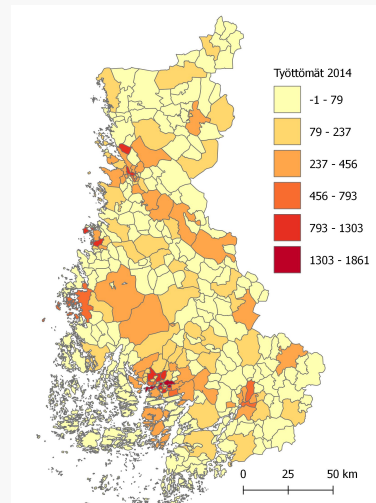 Työttömät 2014
-1 - 79
79 - 237
237 - 456
456 - 793
793 - 1303
1303 - 1861
0 25 50 km